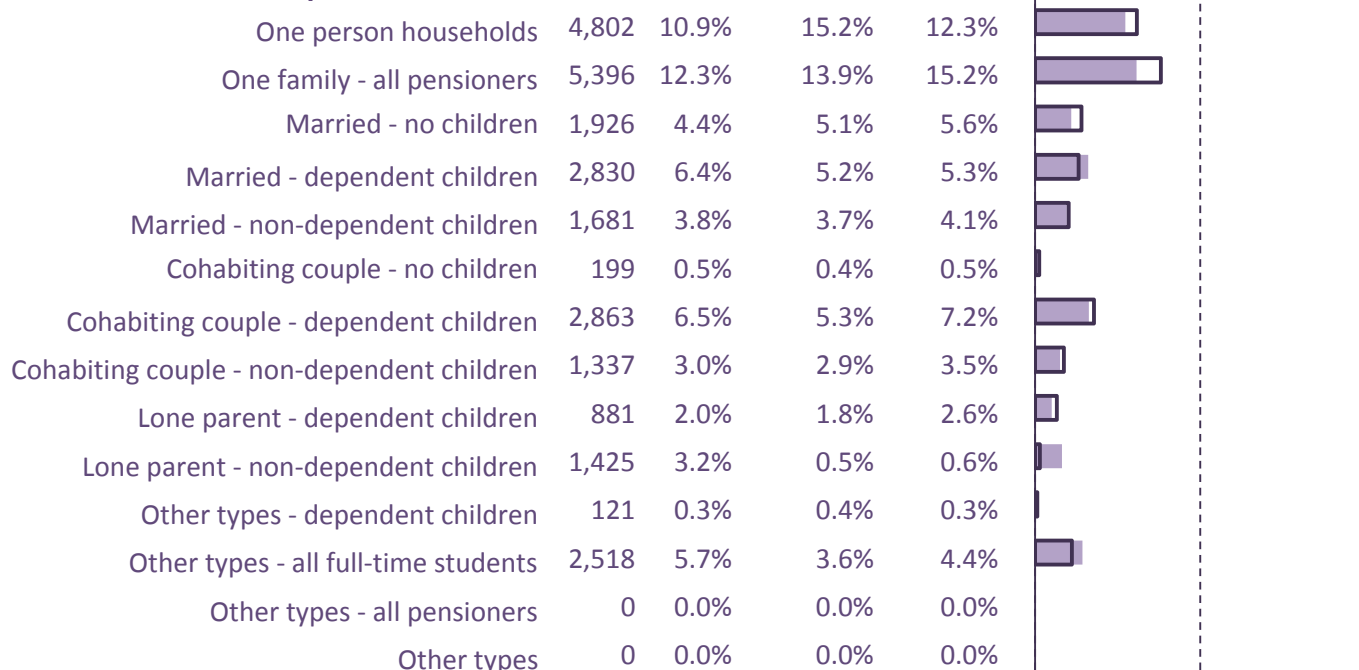 One person households 4,802 10.9% 15.2% 12.3%
One family - all pensioners 5,396 12.3% 13.9% 15.2%
Married - no children 1,926 4.4% 5.1% 5.6%
Married - dependent children 2,830 6.4% 5.2% 5.3%
Married - non-dependent children 1,681 3.8% 3.7% 4.1%
Cohabiting couple - no children 199 0.5% 0.4% 0.5%
Cohabiting couple - dependent children 2,863 6.5% 5.3% 7.2%
Cohabiting couple - non-dependent children 1,337 3.0% 2.9% 3.5%
Lone parent - dependent children 881 2.0% 1.8% 2.6%
Lone parent - non-dependent children 1,425 3.2% 0.5% 0.6%
Other types - dependent children 121 0.3% 0.4% 0.3%
Other types - all full-time students 2,518 5.7% 3.6% 4.4%
Other types - all pensioners 0 0.0% 0.0% 0.0%
Other types 0 0.0% 0.0% 0.0%